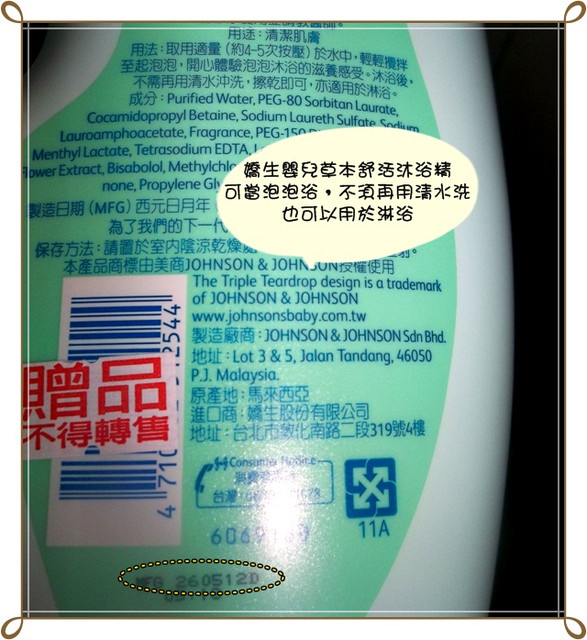 用途：清潔肌膚
用法：取用適量（約4-5次按壓）於水中，輕輕攪拌
至起泡泡，開心體驗泡泡沐浴的滋養感受。沐浴後，
不需再用清水沖洗，擦乾即可，亦適用於淋浴。
成分：Purified Water, PEG-80 Sorbitan Laurate,
Cocamidopropyl Betaine, Sodium Laureth Sulfate, Sodium
Lauroamphoacetate, Fragrance, PEG-150
Menthyl Lactate, Tetrasodium EDTA,
Extract, Bisabolol,
none, Propylene
嬌生嬰兒草本舒活沐浴精
可當泡泡浴，不須再用清水洗
也可以用於淋浴
製造日期 (MFG) 西元日月年
為了我們的下一代
保存方法：請置於室內陰涼乾燥處
本產品商標由美商JOHNSON & JOHNSON授權使用
The Triple Teardrop design is a trademark
of JOHNSON & JOHNSON
www.johnsonsbaby.com.tw
製造廠商：JOHNSON & JOHNSON Sdn Bhd.
地址：Lot 3 & 5, Jalan Tandang, 46050
P.J. Malaysia.
原產地：馬來西亞
進口商：嬌生股份有限公司
地址：台北市敦化南路二段319號4樓
贈品
不得轉售
Consumer Hotline
台灣
11A
MFG 260512D